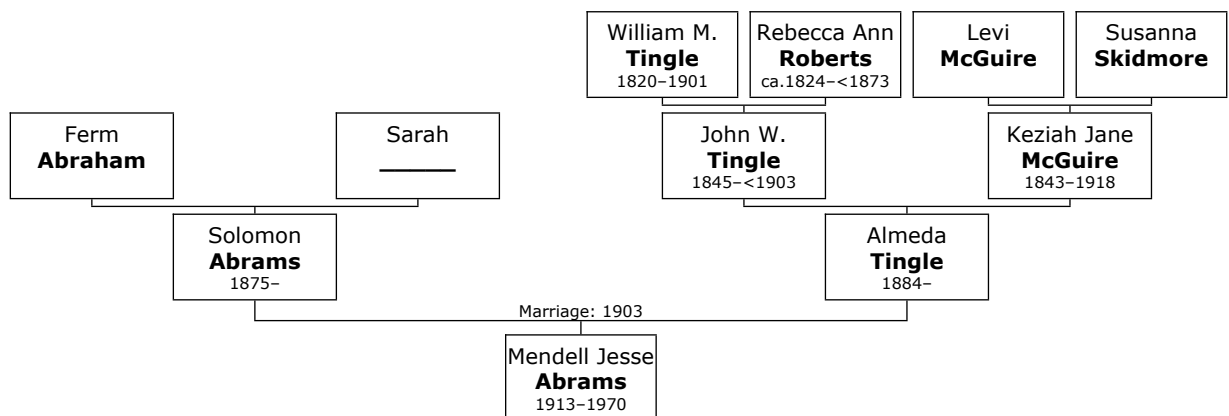 William M.
Tingle
1820–1901
Rebecca Ann
Roberts
ca.1824–<1873
Levi
McGuire
Susanna
Skidmore
Ferm
Abraham
Sarah
______
John W.
Tingle
1845–<1903
Keziah Jane
McGuire
1843–1918
Solomon
Abrams
1875–
Almeda
Tingle
1884–
Marriage: 1903
Mendell Jesse
Abrams
1913–1970